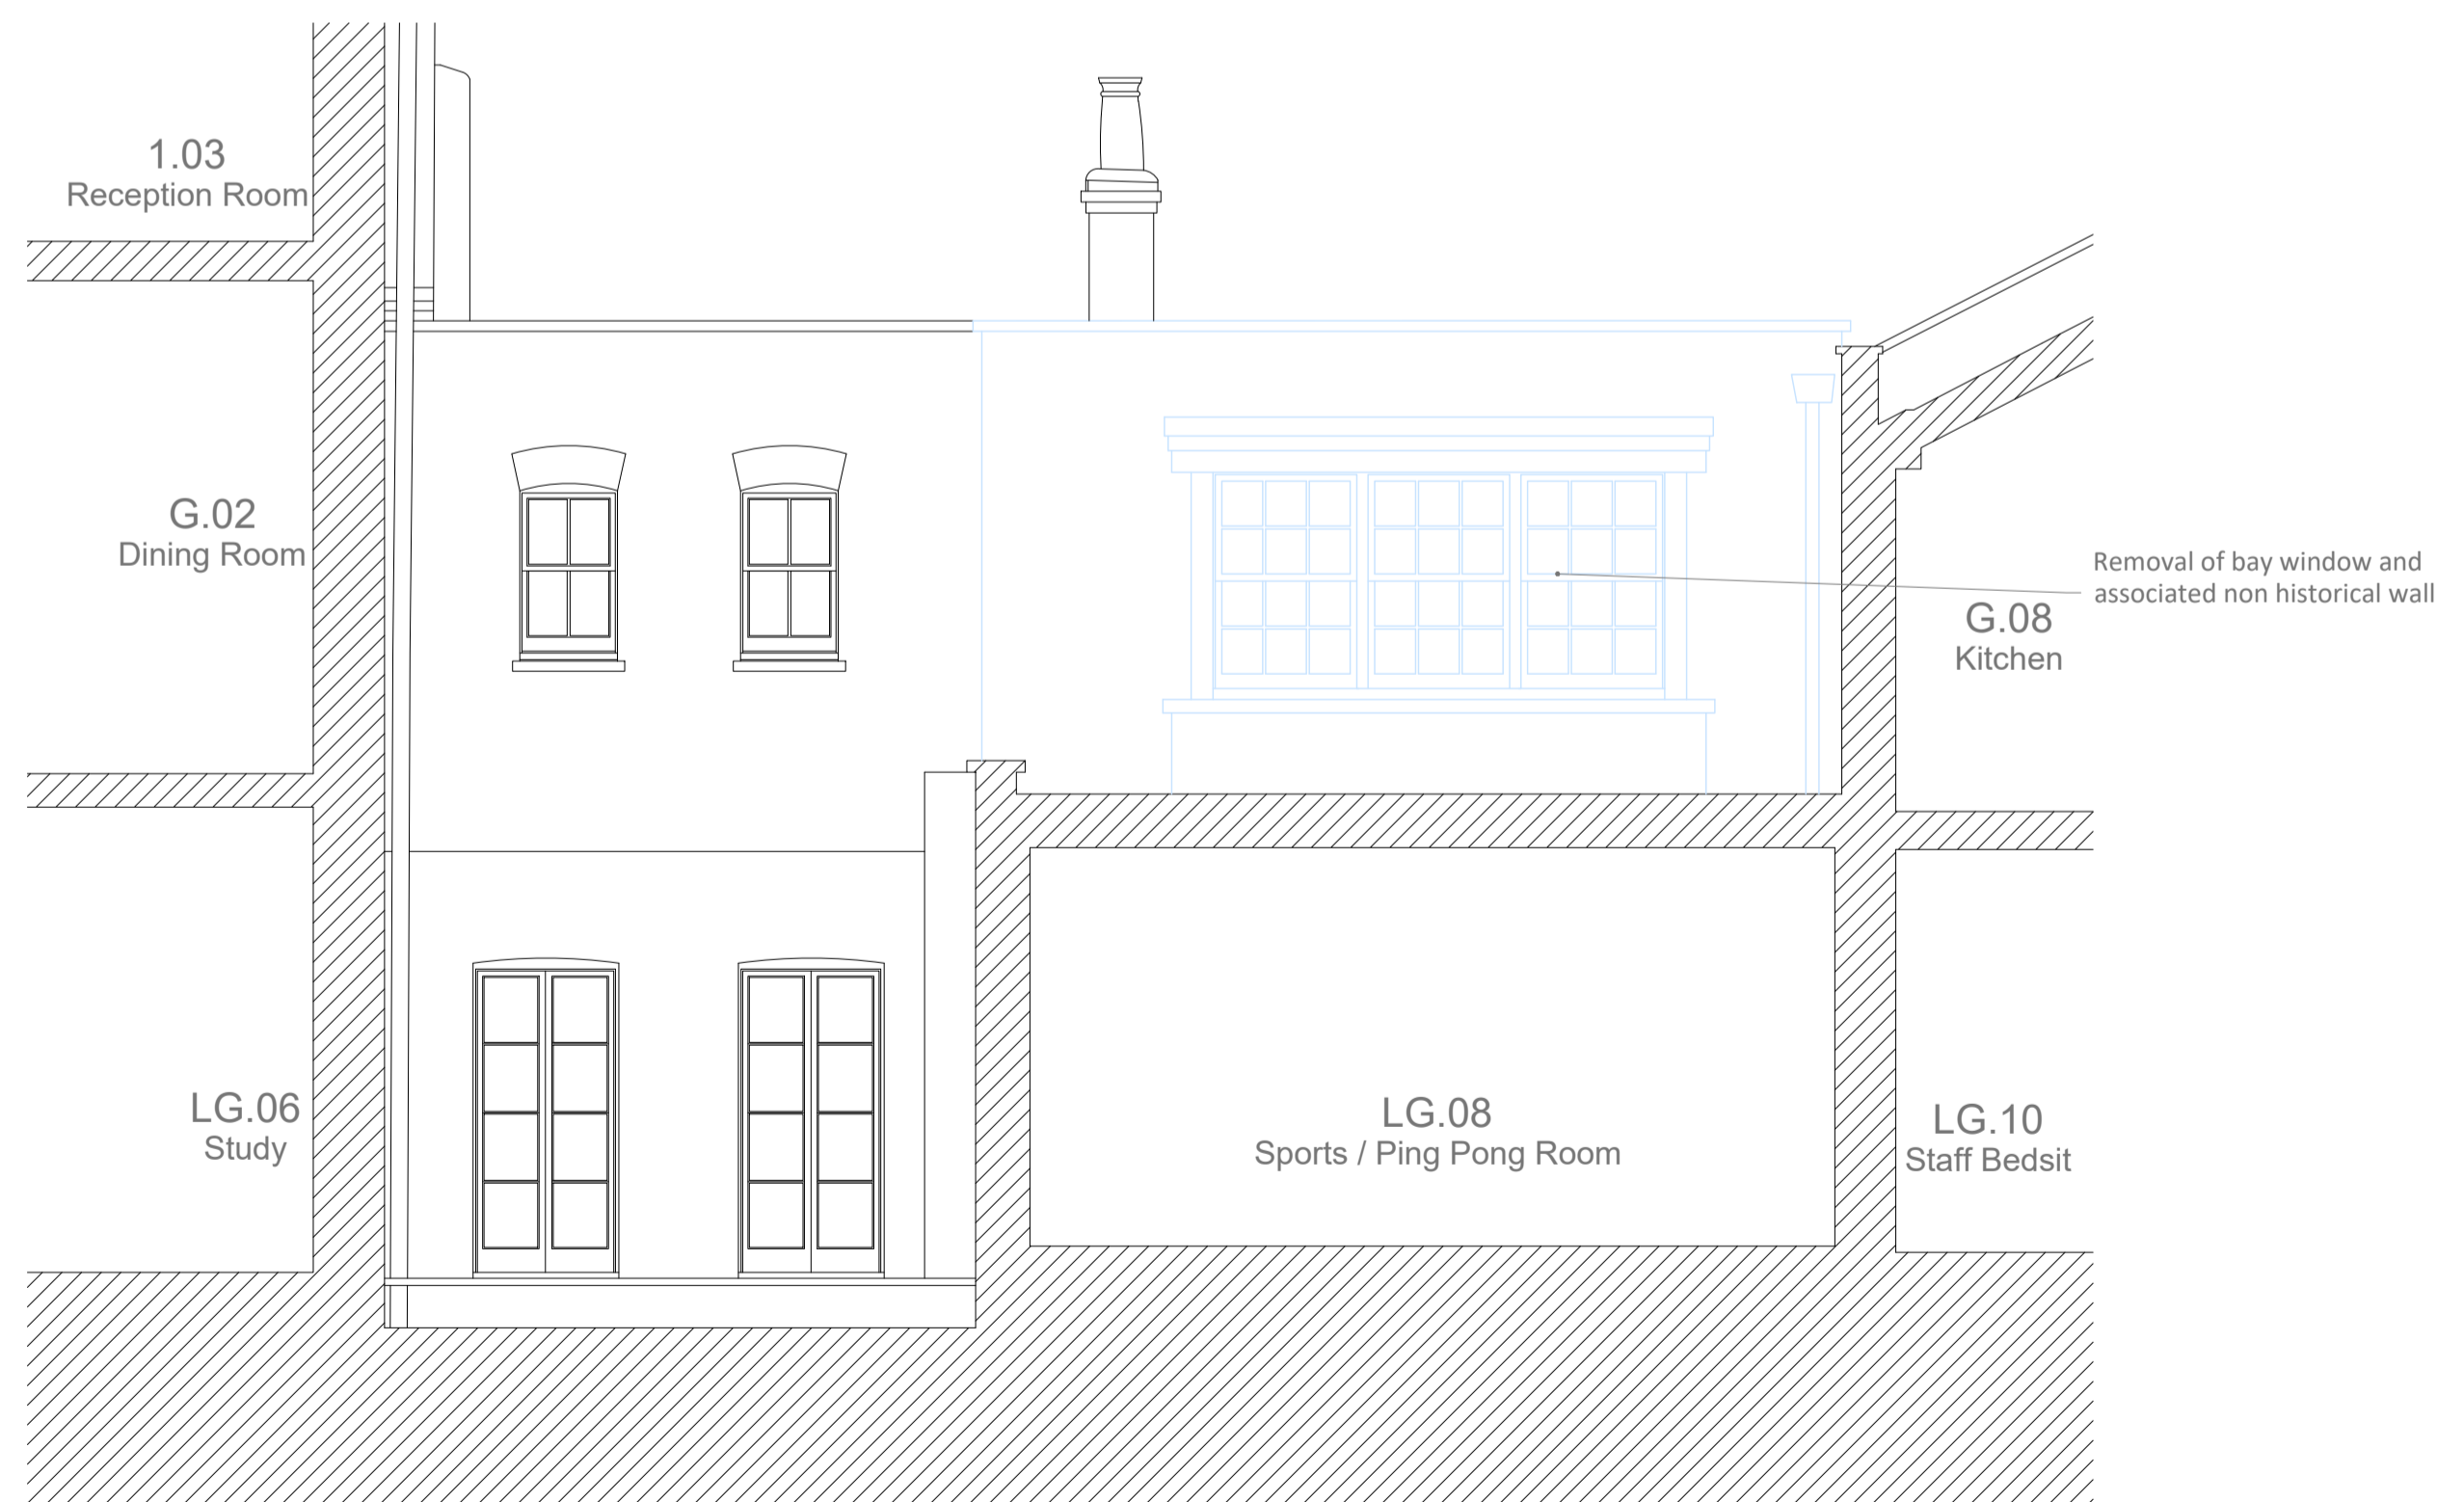 1.03
Reception Room
G.02
Dining Room
Removal of bay window and
associated non historical wall
G.08
Kitchen
LG.06
Study
LG.08
Sports / Ping Pong Room
LG.10
Staff Bedsit